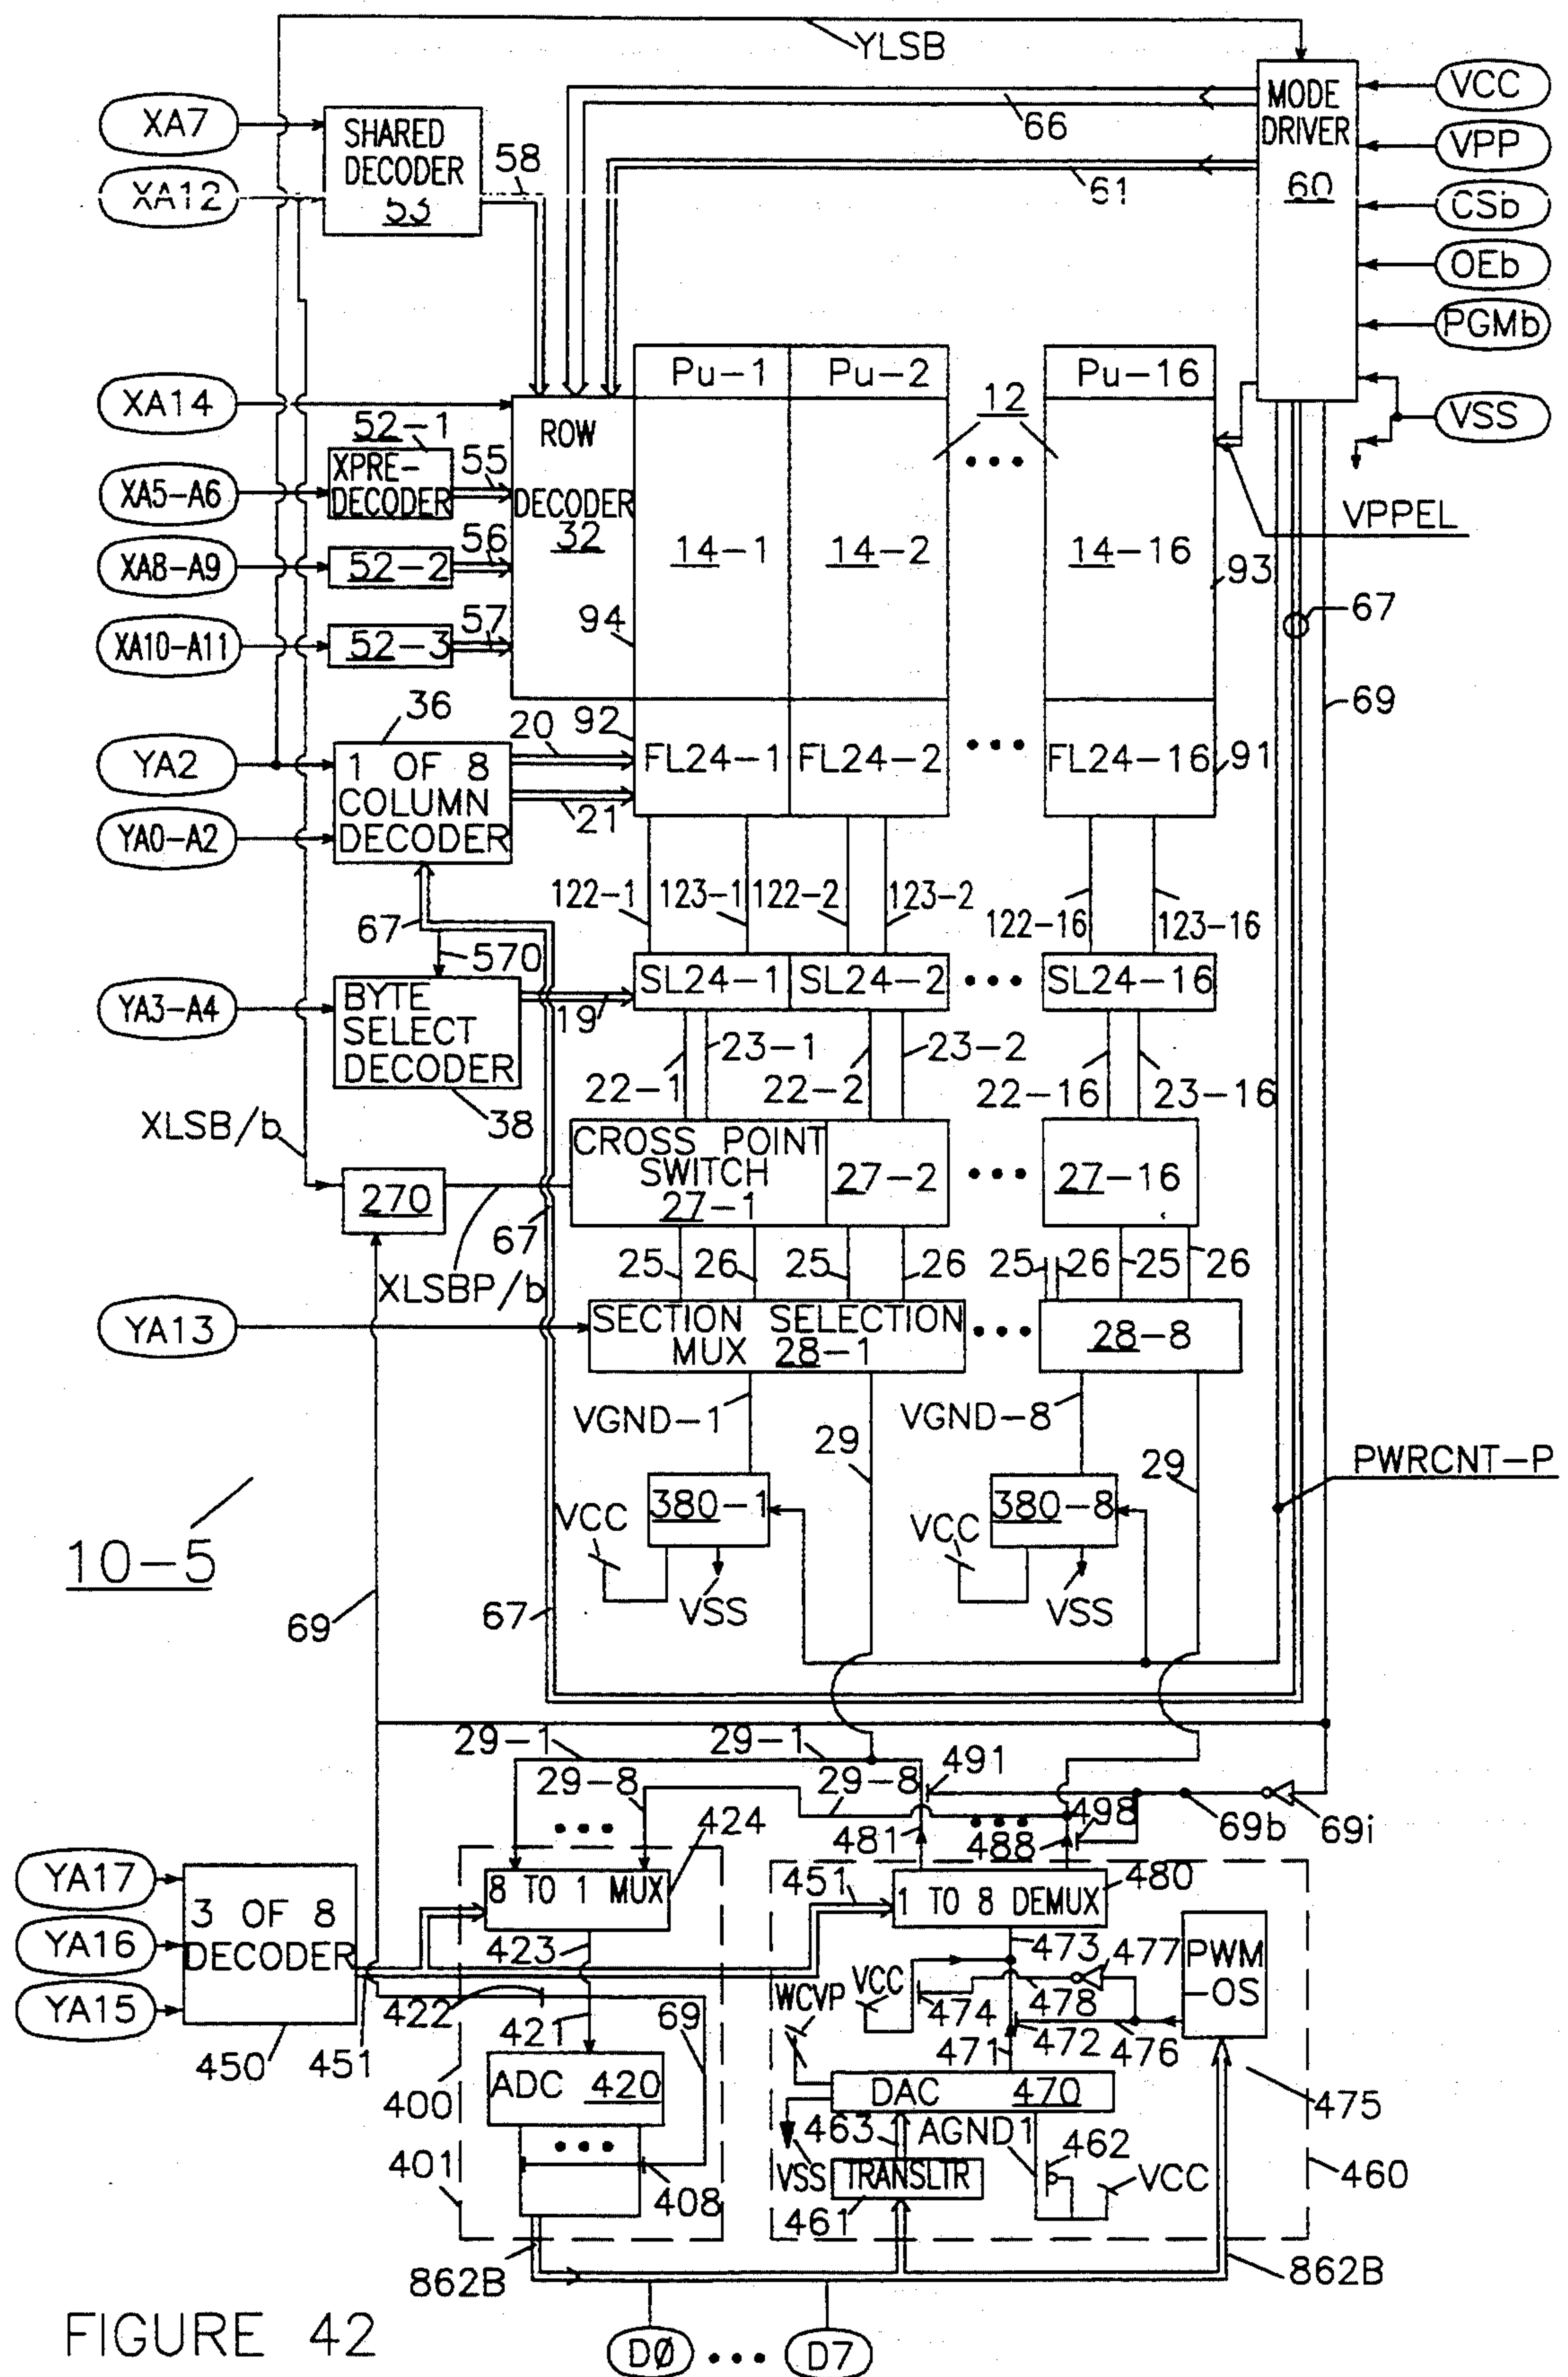 YLSB
XA7
SHARED
DECODER
53
58
66
MODE
DRIVER
60
VCC
VPP
XA12
61
CSb
OEb
PGMb
XA14
ROW
DECODER
32
Pu-1
Pu-2
12
Pu-16
VSS
52-1
XPRE-
DECODER
55
XA5-A6
VPPEL
XA8-A9
52-2
56
14-1
14-2
14-16
93
XA10-A11
52-3
57
94
67
69
36
20
92
YA2
1 OF 8
COLUMN
DECODER
FL24-1
FL24-2
FL24-16
91
YA0-A2
21
122-1
123-1
122-2
123-2
122-16
123-16
67
570
YA3-A4
BYTE
SELECT
DECODER
19
SL24-1
SL24-2
SL24-16
38
22-1
23-1
22-2
23-2
22-16
23-16
XLSB/b
CROSS POINT
SWITCH
27-1
27-2
27-16
270
67
XLSBP/b
25
26
25
26
25
26
25
26
YA13
SECTION SELECTION
MUX 28-1
28-8
VGND-1
VGND-8
29
29
PWRCNT-P
10-5
380-1
380-8
VCC
VCC
VSS
VSS
69
67
29-1
29-1
491
29-8
29-8
424
481
488
498
69b
69i
YA17
YA16
YA15
3 OF 8
DECODER
8 TO 1 MUX
451
1 TO 8 DEMUX
480
423
473
477
PWM
-OS
WCVP
VCC
474
478
422
421
69
472
476
471
450
451
400
ADC 420
DAC 470
475
463
AGND1
462
401
408
VSS
TRANSLTR
VCC
460
461
862B
862B
D0
D7
FIGURE 42